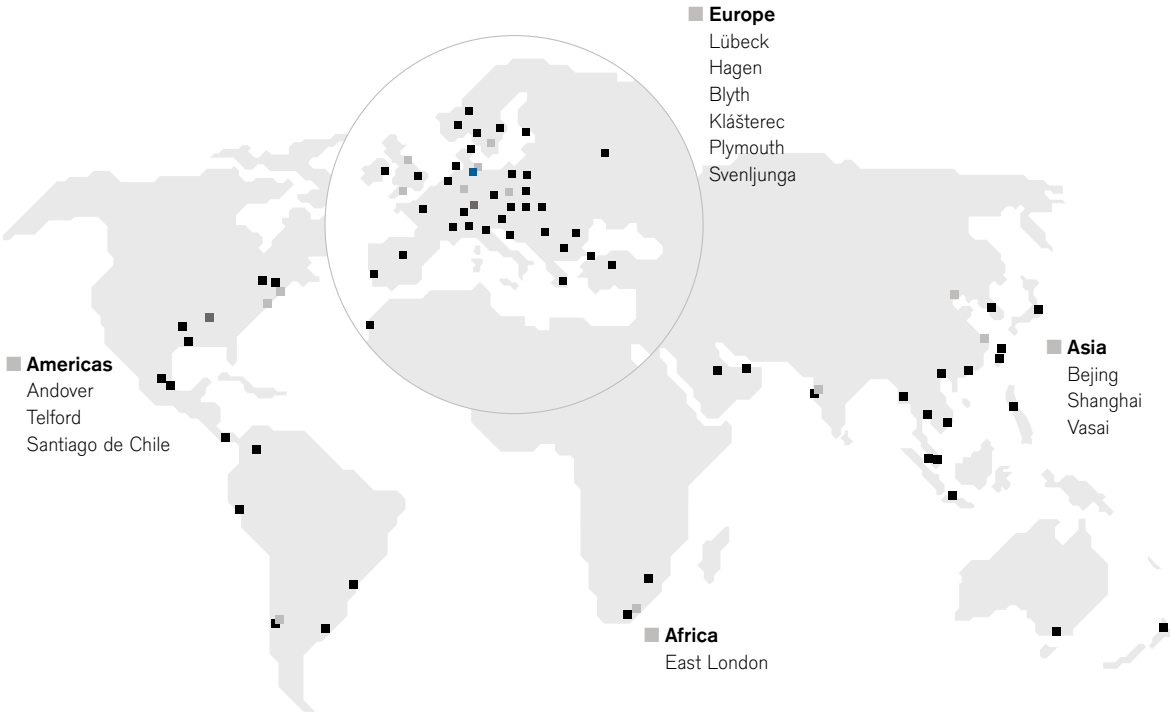 Europe
Lübeck
Hagen
Blyth
Klášterec
Plymouth
Svenljunga
Americas
Andover
Telford
Santiago de Chile
Asia
Bejing
Shanghai
Vasai
Africa
East London